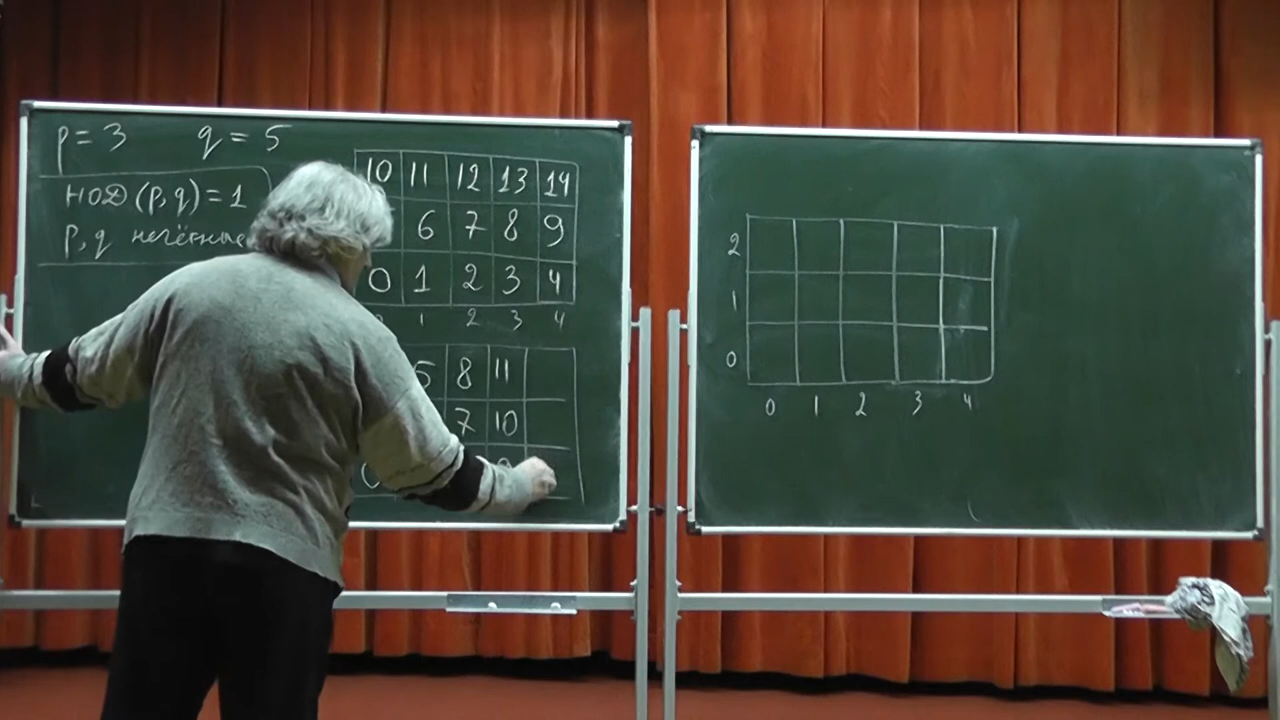 p = 3 q = 5
НОД (p, q) = 1
p, q нечётные
10 11 12 13 14
6 7 8 9
0 1 2 3 4
1 2 3 4
5 8 11
7 10
2
1
0
0 1 2 3 4